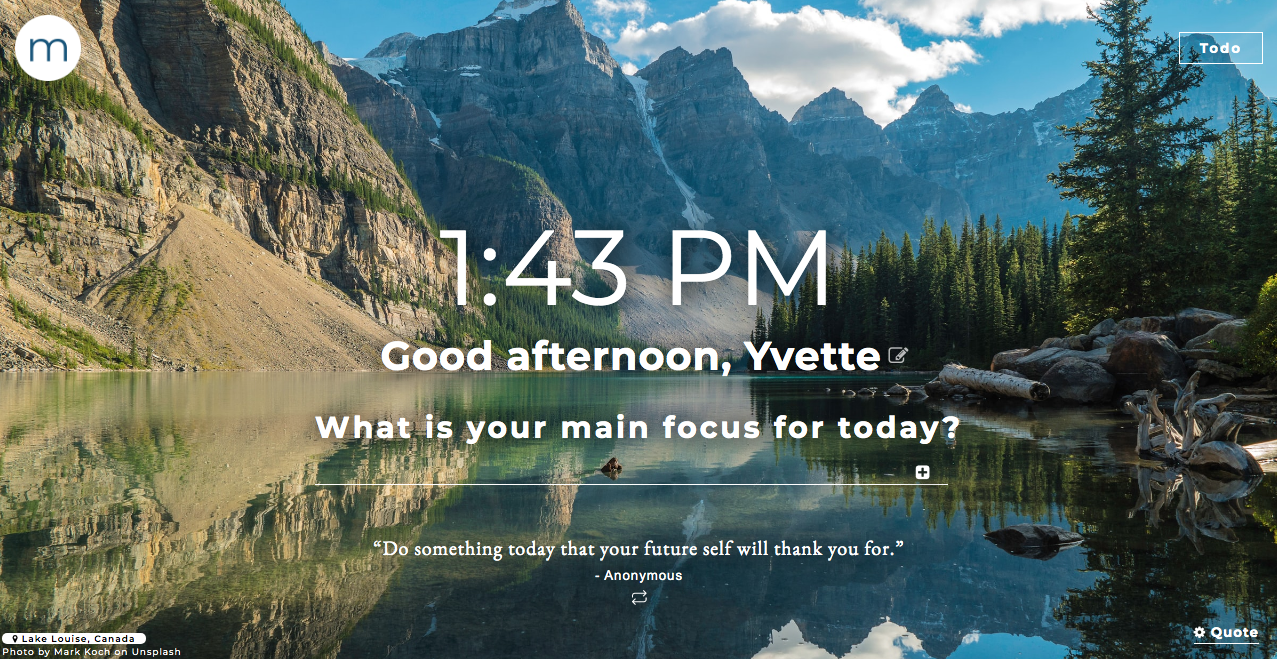 m
Todo
1:43 PM
Good afternoon, Yvette
What is your main focus for today?
“Do something today that your future self will thank you for.”
- Anonymous
Lake Louise, Canada
Photo by Mark Koch on Unsplash
Quote